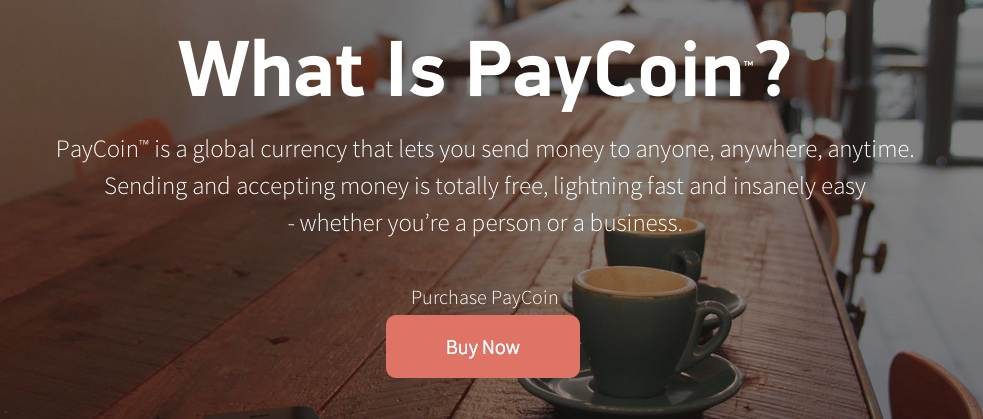 What Is PayCoin™?
PayCoin™ is a global currency that lets you send money to anyone, anywhere, anytime.
Sending and accepting money is totally free, lightning fast and insanely easy
- whether you’re a person or a business.
Purchase PayCoin
Buy Now